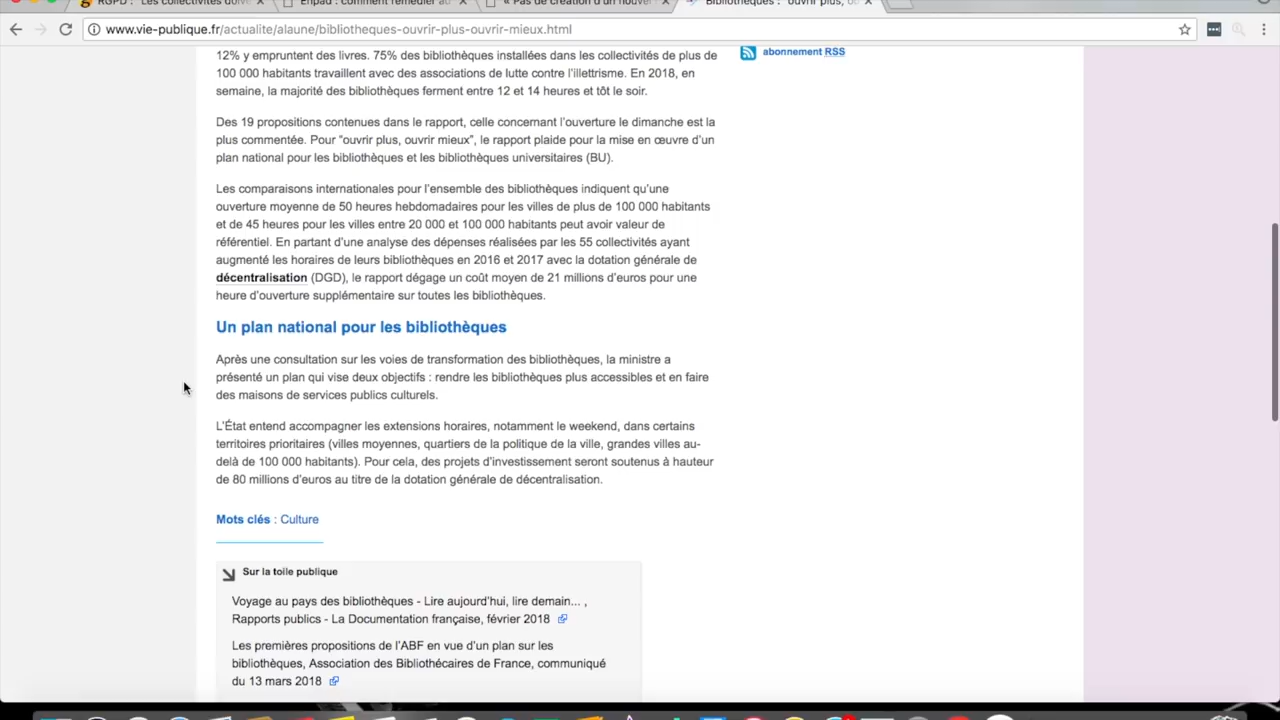 RGPD : "Les collectivités doive
Ehpad : comment remédier au
« Pas de création d'un nouvel
Bibliothèques : "ouvrir plus, ou
www.vie-publique.fr/actualite/alaune/bibliotheques-ouvrir-plus-ouvrir-mieux.html
12% y empruntent des livres. 75% des bibliothèques installées dans les collectivités de plus de
100 000 habitants travaillent avec des associations de lutte contre l'illettrisme. En 2018, en
semaine, la majorité des bibliothèques ferment entre 12 et 14 heures et tôt le soir.
abonnement RSS
Des 19 propositions contenues dans le rapport, celle concernant l'ouverture le dimanche est la
plus commentée. Pour "ouvrir plus, ouvrir mieux", le rapport plaide pour la mise en œuvre d'un
plan national pour les bibliothèques et les bibliothèques universitaires (BU).
Les comparaisons internationales pour l'ensemble des bibliothèques indiquent qu'une
ouverture moyenne de 50 heures hebdomadaires pour les villes de plus de 100 000 habitants
et de 45 heures pour les villes entre 20 000 et 100 000 habitants peut avoir valeur de
référentiel. En partant d'une analyse des dépenses réalisées par les 55 collectivités ayant
augmenté les horaires de leurs bibliothèques en 2016 et 2017 avec la dotation générale de
décentralisation (DGD), le rapport dégage un coût moyen de 21 millions d'euros pour une
heure d'ouverture supplémentaire sur toutes les bibliothèques.
Un plan national pour les bibliothèques
Après une consultation sur les voies de transformation des bibliothèques, la ministre a
présenté un plan qui vise deux objectifs : rendre les bibliothèques plus accessibles et en faire
des maisons de services publics culturels.
L'État entend accompagner les extensions horaires, notamment le weekend, dans certains
territoires prioritaires (villes moyennes, quartiers de la politique de la ville, grandes villes au-
delà de 100 000 habitants). Pour cela, des projets d'investissement seront soutenus à hauteur
de 80 millions d'euros au titre de la dotation générale de décentralisation.
Mots clés : Culture
Sur la toile publique
Voyage au pays des bibliothèques - Lire aujourd'hui, lire demain... ,
Rapports publics - La Documentation française, février 2018
Les premières propositions de l'ABF en vue d'un plan sur les
bibliothèques, Association des Bibliothécaires de France, communiqué
du 13 mars 2018